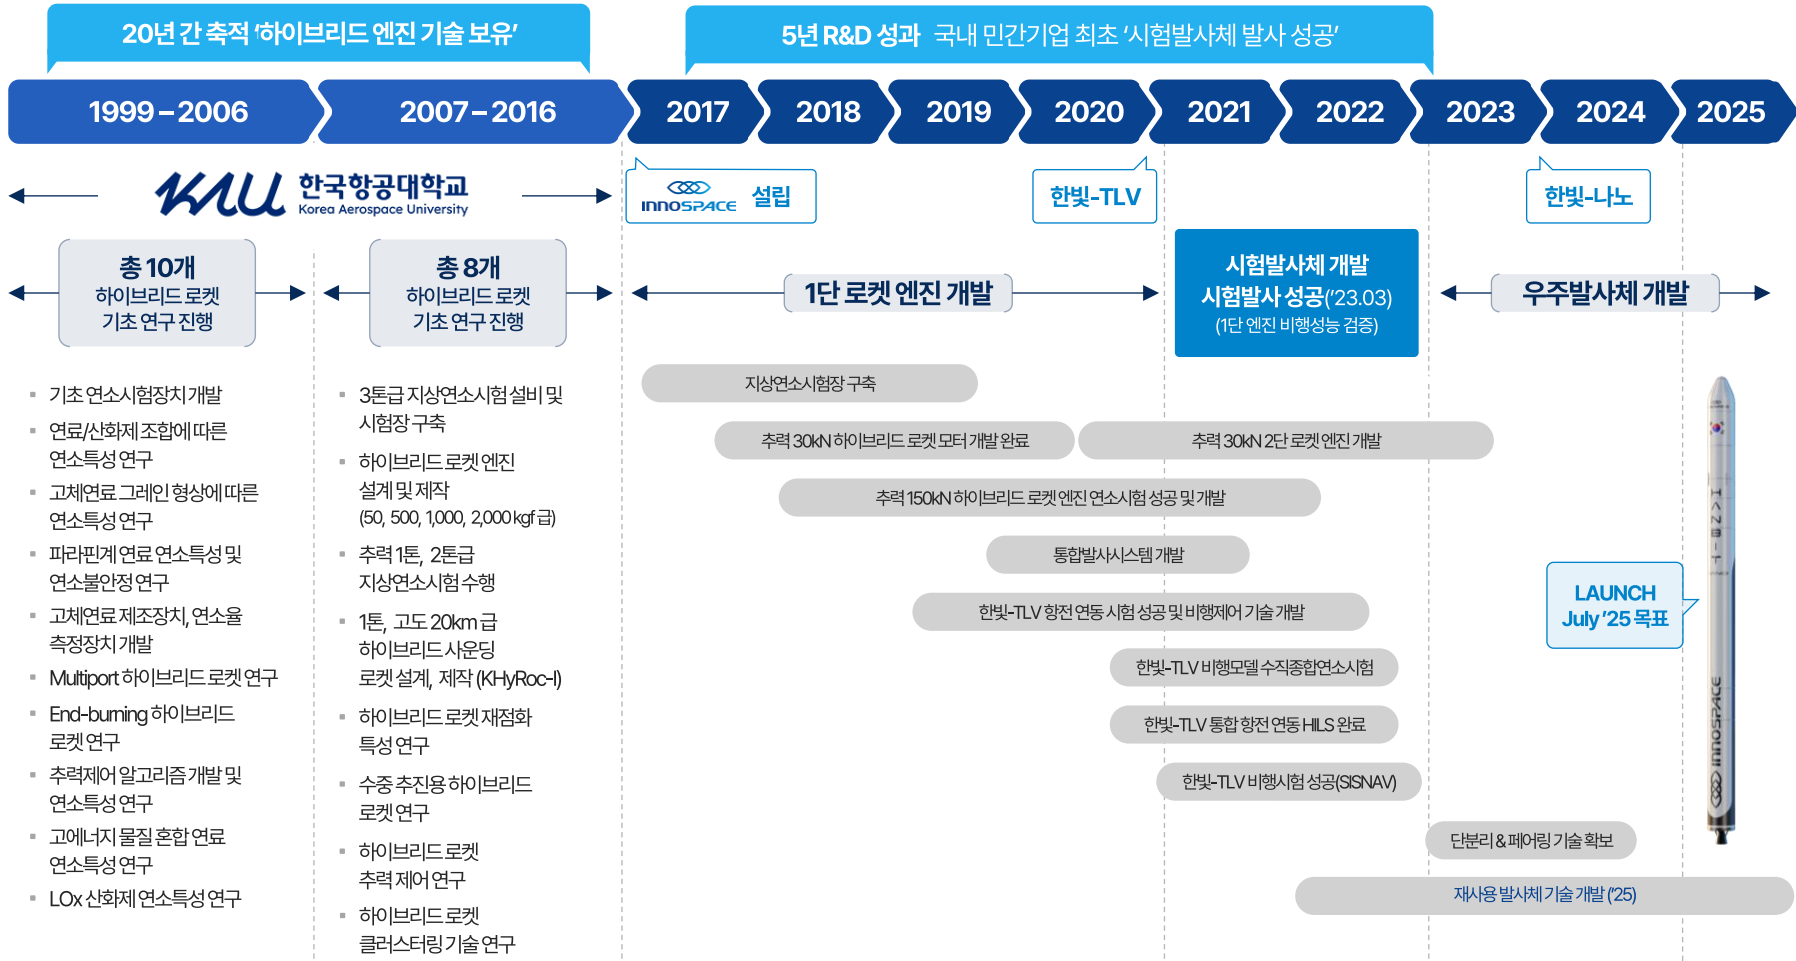 20년 간 축적 ‘하이브리드 엔진 기술 보유’
5년 R&D 성과 국내 민간기업 최초 ‘시험발사체 발사 성공’
1999 – 2006
2007 – 2016
2017
2018
2019
2020
2021
2022
2023
2024
2025
KAU 한국항공대학교
Korea Aerospace University
INNOSPACE 설립
한빛-TLV
한빛-나노
총 10개
하이브리드 로켓
기초 연구 진행
총 8개
하이브리드 로켓
기초 연구 진행
1단 로켓 엔진 개발
시험발사체 개발
시험발사 성공(’23.03)
(1단 엔진 비행성능 검증)
우주발사체 개발
▪ 기초 연소시험장치 개발
▪ 연료/산화제 조합에 따른
연소특성 연구
▪ 고체연료 그레인 형상에 따른
연소특성 연구
▪ 파라핀계 연료 연소특성 및
연소불안정 연구
▪ 고체연료 제조장치, 연소율
측정장치 개발
▪ Multiport 하이브리드 로켓 연구
▪ End-burning 하이브리드
로켓 연구
▪ 추력제어 알고리즘 개발 및
연소특성 연구
▪ 고에너지 물질 혼합 연료
연소특성 연구
▪ LOx 산화제 연소특성 연구
▪ 3톤급 지상연소시험 설비 및
시험장 구축
▪ 하이브리드 로켓 엔진
설계 및 제작
(50, 500, 1,000, 2,000 kgf 급)
▪ 추력 1톤, 2톤급
지상연소시험 수행
▪ 1톤, 고도 20km 급
하이브리드 사운딩
로켓 설계, 제작 (KHyRoc-I)
▪ 하이브리드 로켓 재점화
특성 연구
▪ 수중 추진용 하이브리드
로켓 연구
▪ 하이브리드 로켓
추력 제어 연구
▪ 하이브리드 로켓
클러스터링 기술 연구
지상연소시험장 구축
추력 30kN 하이브리드 로켓 모터 개발 완료
추력 30kN 2단 로켓 엔진 개발
추력 150kN 하이브리드 로켓 엔진 연소시험 성공 및 개발
통합발사시스템 개발
한빛-TLV 항전 연동 시험 성공 및 비행제어 기술 개발
한빛-TLV 비행모델 수직종합연소시험
한빛-TLV 통합 항전 연동 HILS 완료
한빛-TLV 비행시험 성공(SISNAV)
단분리 & 페어링 기술 확보
재사용 발사체 기술 개발 (’25)
LAUNCH
July ’25 목표
HANBIT
INNOSPACE